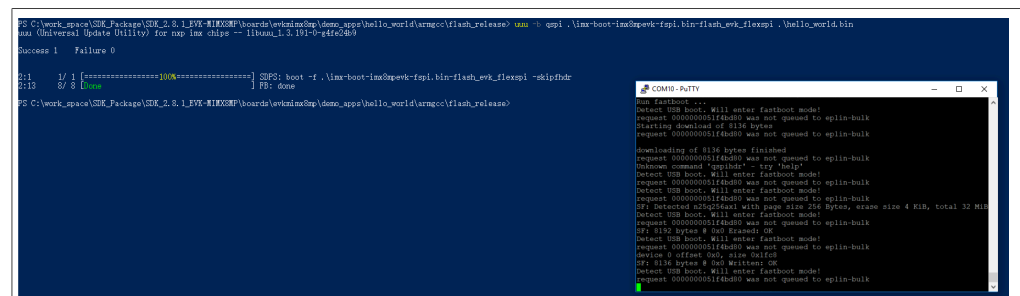 PS C:\work_space\SDK_Package\SDK_2.8.1_EVK-MIMX8MP\boards\evkmimx8mp\demo_apps\hello_world\armgcc\flash_release> uuu -b qspi .\imx-boot-imx8mpevk-fspi.bin-flash_evk_flexspi .\hello_world.bin
uuu (Universal Update Utility) for nxp imx chips -- libuuu_1.3.191-0-g4fe24b9
Success 1 Failure 0
2:1 1/ 1 [=================100%=================] SDPS: boot -f .\imx-boot-imx8mpevk-fspi.bin-flash_evk_flexspi -skipfhdr
2:13 8/ 8 [Done ] FB: done
PS C:\work_space\SDK_Package\SDK_2.8.1_EVK-MIMX8MP\boards\evkmimx8mp\demo_apps\hello_world\armgcc\flash_release>
COM10 - PuTTY
Run fastboot ...
Detect USB boot. Will enter fastboot mode!
request 0000000051f4bd80 was not queued to ep1in-bulk
Starting download of 8136 bytes
request 0000000051f4bd80 was not queued to ep1in-bulk
downloading of 8136 bytes finished
request 0000000051f4bd80 was not queued to ep1in-bulk
Unknown command 'qspihdr' - try 'help'
Detect USB boot. Will enter fastboot mode!
request 0000000051f4bd80 was not queued to ep1in-bulk
Detect USB boot. Will enter fastboot mode!
request 0000000051f4bd80 was not queued to ep1in-bulk
SF: Detected n25q256ax1 with page size 256 Bytes, erase size 4 KiB, total 32 MiB
Detect USB boot. Will enter fastboot mode!
request 0000000051f4bd80 was not queued to ep1in-bulk
SF: 8192 bytes @ 0x0 Erased: OK
Detect USB boot. Will enter fastboot mode!
request 0000000051f4bd80 was not queued to ep1in-bulk
device 0 offset 0x0, size 0x1fc8
SF: 8136 bytes @ 0x0 Written: OK
Detect USB boot. Will enter fastboot mode!
request 0000000051f4bd80 was not queued to ep1in-bulk